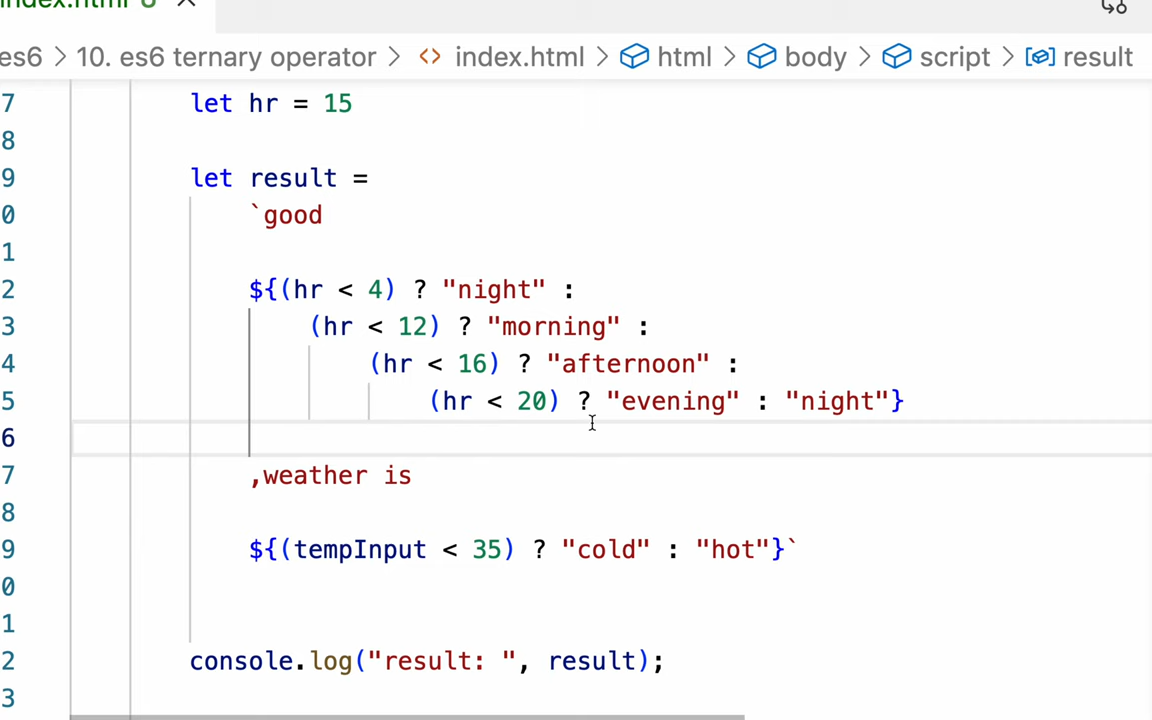 index.html U
es6 > 10. es6 ternary operator > <> index.html > html > body > script > result
7 let hr = 15
8
9 let result =
0 `good
1
2 ${(hr < 4) ? "night" :
3 (hr < 12) ? "morning" :
4 (hr < 16) ? "afternoon" :
5 (hr < 20) ? "evening" : "night"}
6
7 ,weather is
8
9 ${(tempInput < 35) ? "cold" : "hot"}`
0
1
2 console.log("result: ", result);
3